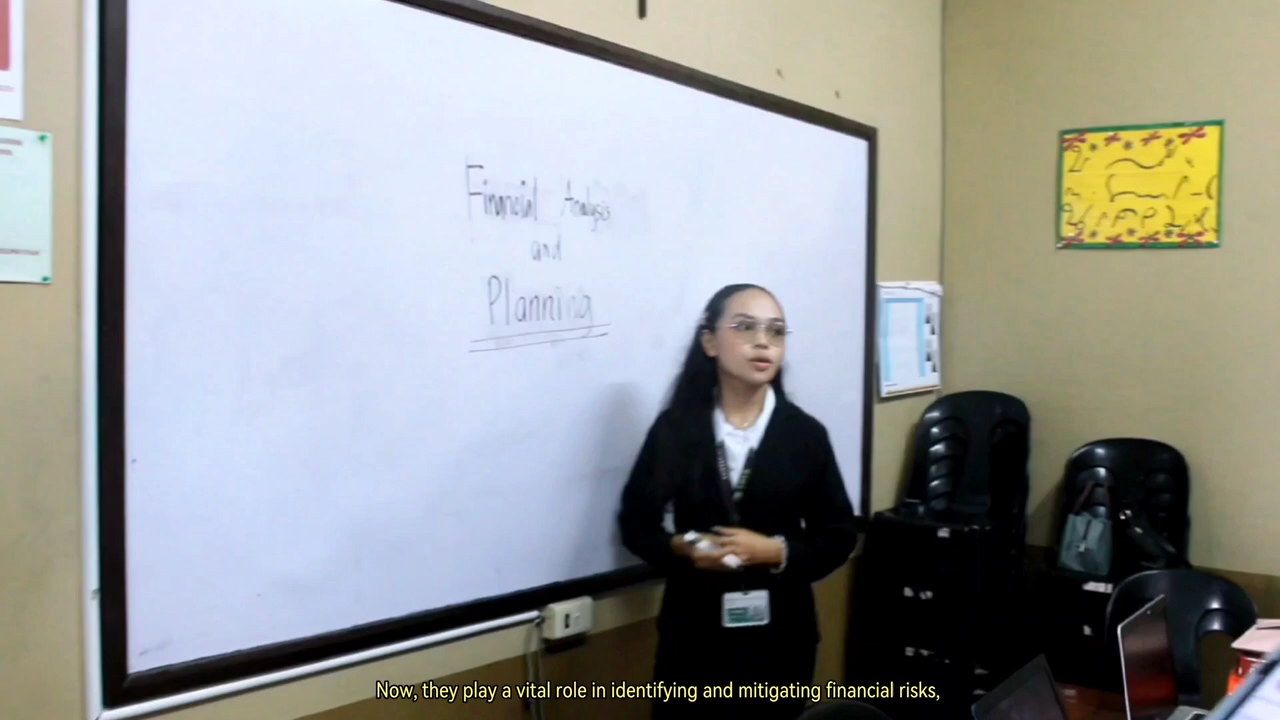 Financial Analysis
and
Planning
Now, they play a vital role in identifying and mitigating financial risks,